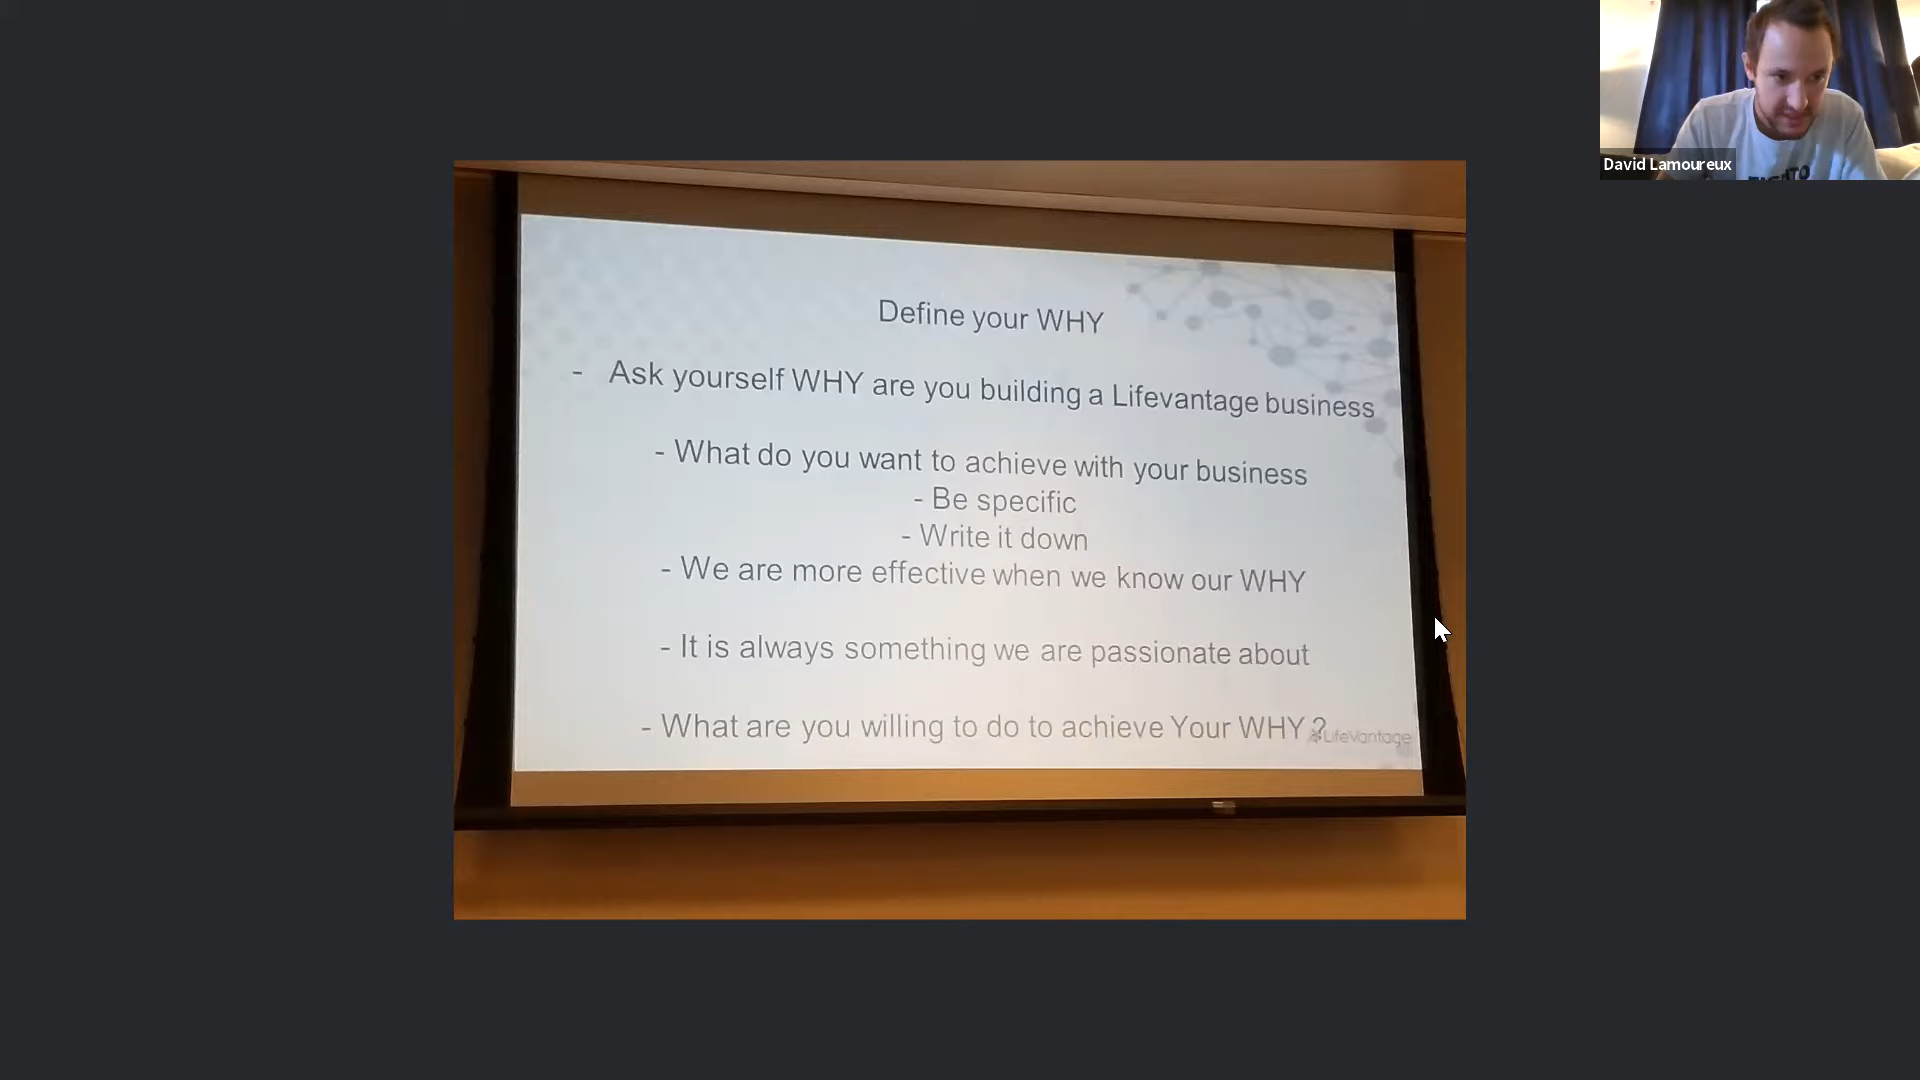 David Lamoureux
Define your WHY
- Ask yourself WHY are you building a Lifevantage business
- What do you want to achieve with your business
- Be specific
- Write it down
- We are more effective when we know our WHY
- It is always something we are passionate about
- What are you willing to do to achieve Your WHY ?
LifeVantage